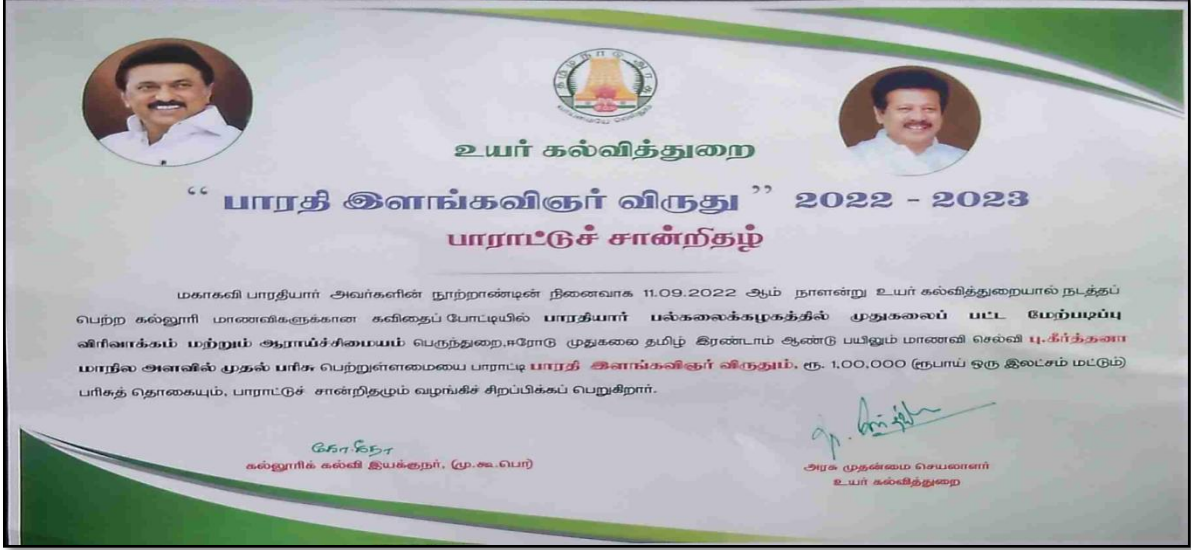 தமிழ்நாடு அரசு
வாய்மையே வெல்லும்
உயர் கல்வித்துறை
“ பாரதி இளங்கவிஞர் விருது ” 2022 - 2023
பாராட்டுச் சான்றிதழ்
மகாகவி பாரதியார் அவர்களின் நூற்றாண்டின் நினைவாக 11.09.2022 ஆம் நாளன்று உயர் கல்வித்துறையால் நடத்தப்
பெற்ற கல்லூரி மாணவிகளுக்கான கவிதைப் போட்டியில் பாரதியார் பல்கலைக்கழகத்தில் முதுகலைப் பட்ட மேற்படிப்பு
விரிவாக்கம் மற்றும் ஆராய்ச்சிமையம் பெருந்துறை,ஈரோடு முதுகலை தமிழ் இரண்டாம் ஆண்டு பயிலும் மாணவி செல்வி பு.கீர்த்தனா
மாநில அளவில் முதல் பரிசு பெற்றுள்ளமையை பாராட்டி பாரதி இளங்கவிஞர் விருதும், ரூ. 1,00,000 (ரூபாய் ஒரு இலட்சம் மட்டும்)
பரிசுத் தொகையும், பாராட்டுச் சான்றிதழும் வழங்கிச் சிறப்பிக்கப் பெறுகிறார்.
கல்லூரிக் கல்வி இயக்குநர், (மு.கூ.பொ)
அரசு முதன்மை செயலாளர்
உயர் கல்வித்துறை